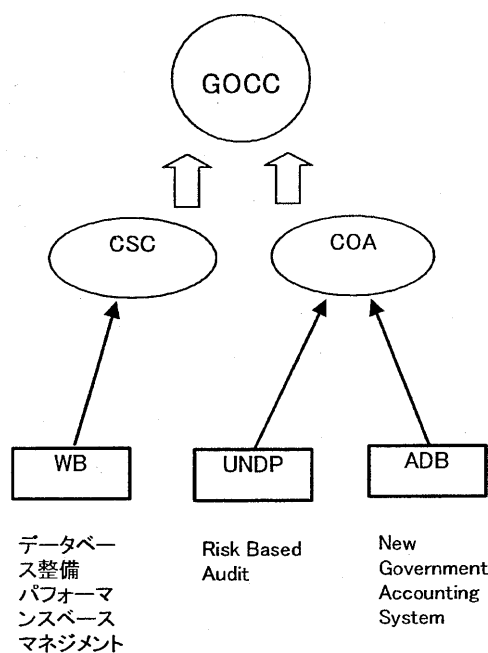 GOCC
CSC
COA
WB
UNDP
ADB
データベー
ス整備
パフォーマ
ンスベース
マネジメント
Risk Based
Audit
New
Government
Accounting
System